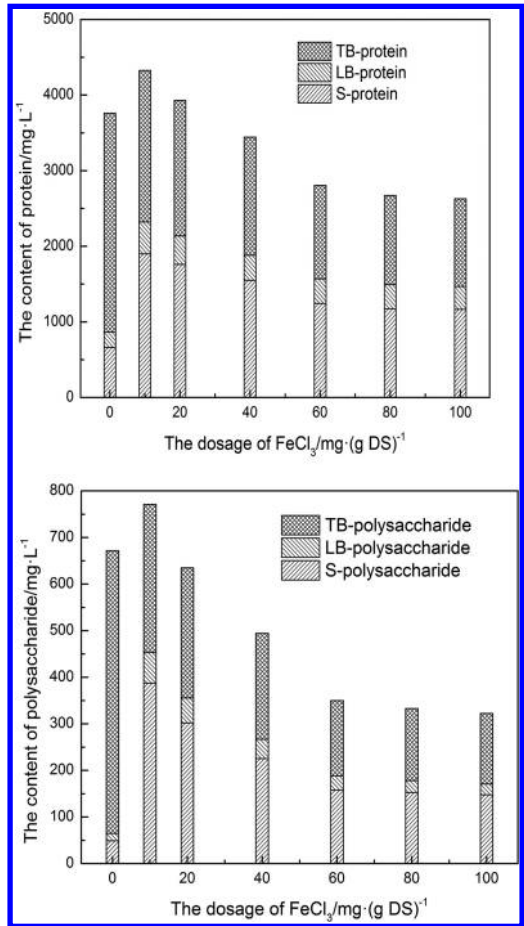 5000
4000
3000
2000
1000
0
The content of protein/mg·L⁻¹
TB-protein
LB-protein
S-protein
0 20 40 60 80 100
The dosage of FeCl₃/mg·(g DS)⁻¹
800
700
600
500
400
300
200
100
0
The content of polysaccharide/mg·L⁻¹
TB-polysaccharide
LB-polysaccharide
S-polysaccharide
0 20 40 60 80 100
The dosage of FeCl₃/mg·(g DS)⁻¹